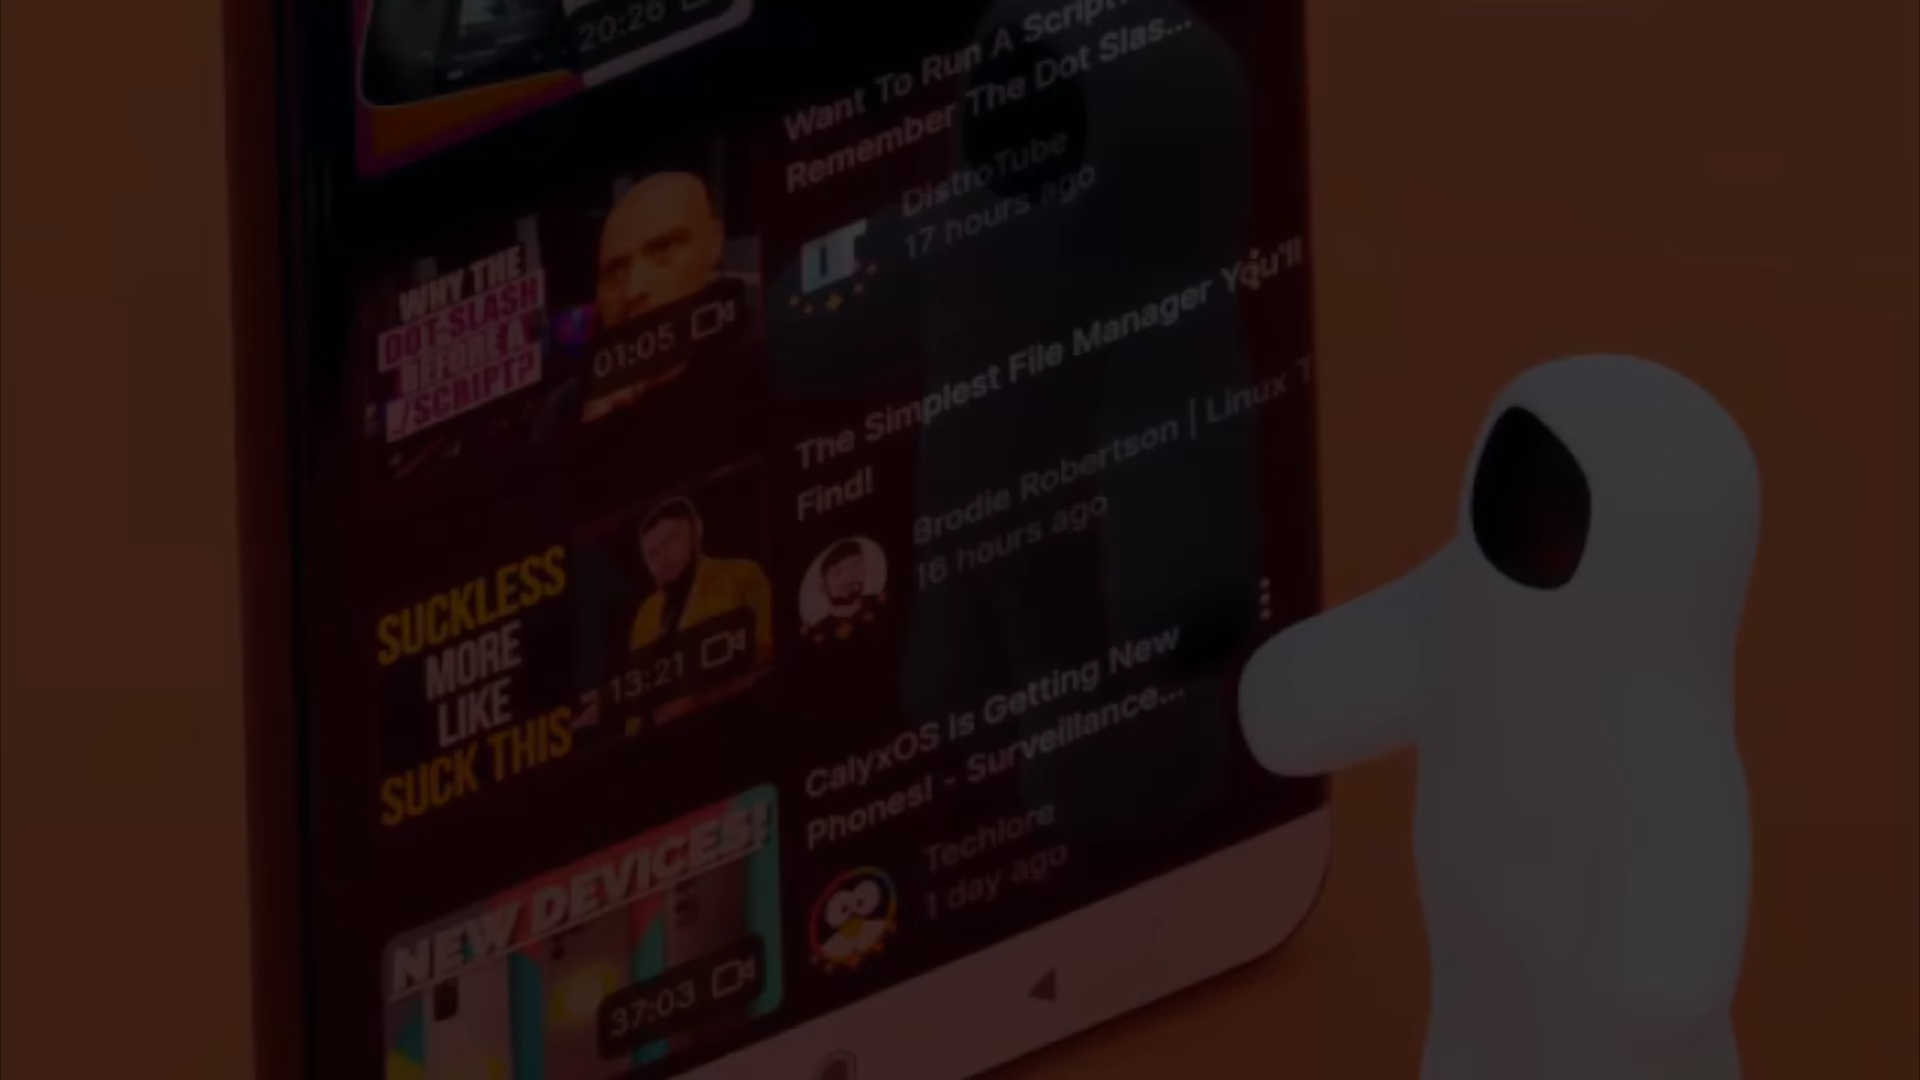 20:26
Want To Run A Script?
Remember The Dot Slas...
DistroTube
17 hours ago
WHY THE
DOT-SLASH
BEFORE A
./SCRIPT?
01:05
DT
The Simplest File Manager You'll
Find!
Brodie Robertson | Linux T
16 hours ago
SUCKLESS
MORE
LIKE
SUCK THIS
13:21
CalyxOS Is Getting New
Phones! - Surveillance...
Techlore
1 day ago
NEW DEVICES!
37:03